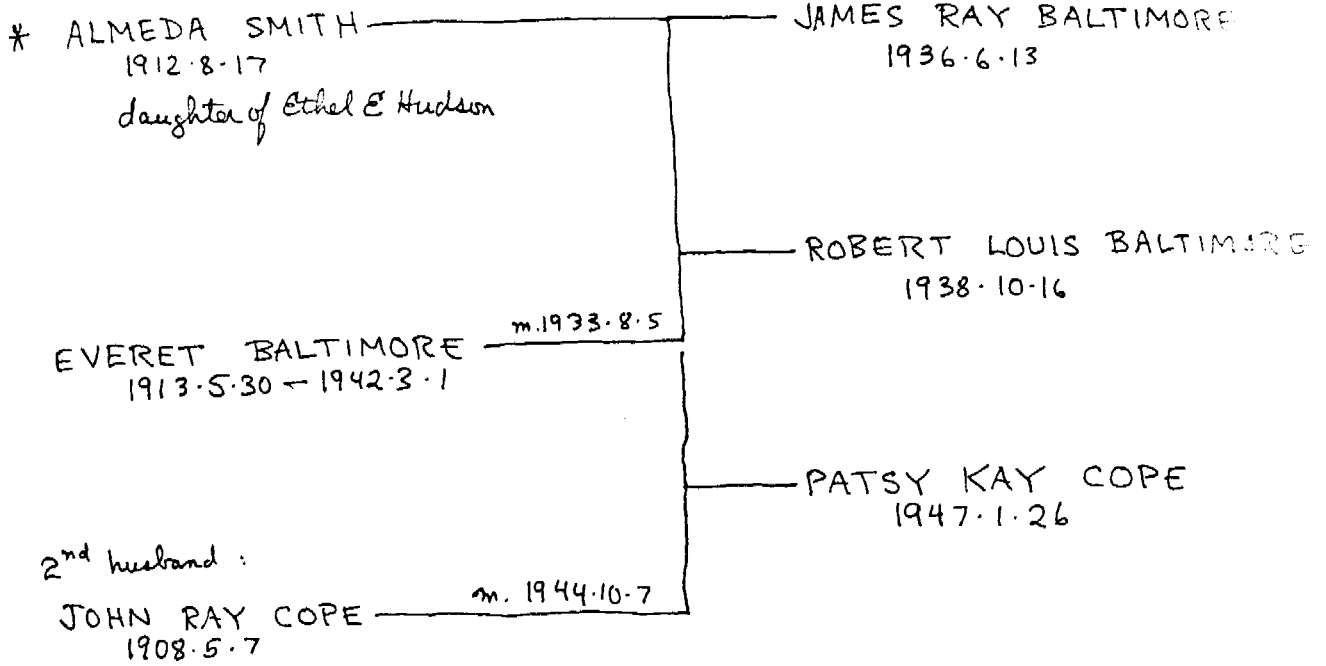 * ALMEDA SMITH
1912·8·17
daughter of Ethel E Hudson
JAMES RAY BALTIMORE
1936·6·13
ROBERT LOUIS BALTIMORE
1938·10·16
m.1933·8·5
EVERET BALTIMORE
1913·5·30 – 1942·3·1
PATSY KAY COPE
1947·1·26
2nd husband :
m. 1944·10·7
JOHN RAY COPE
1908·5·7